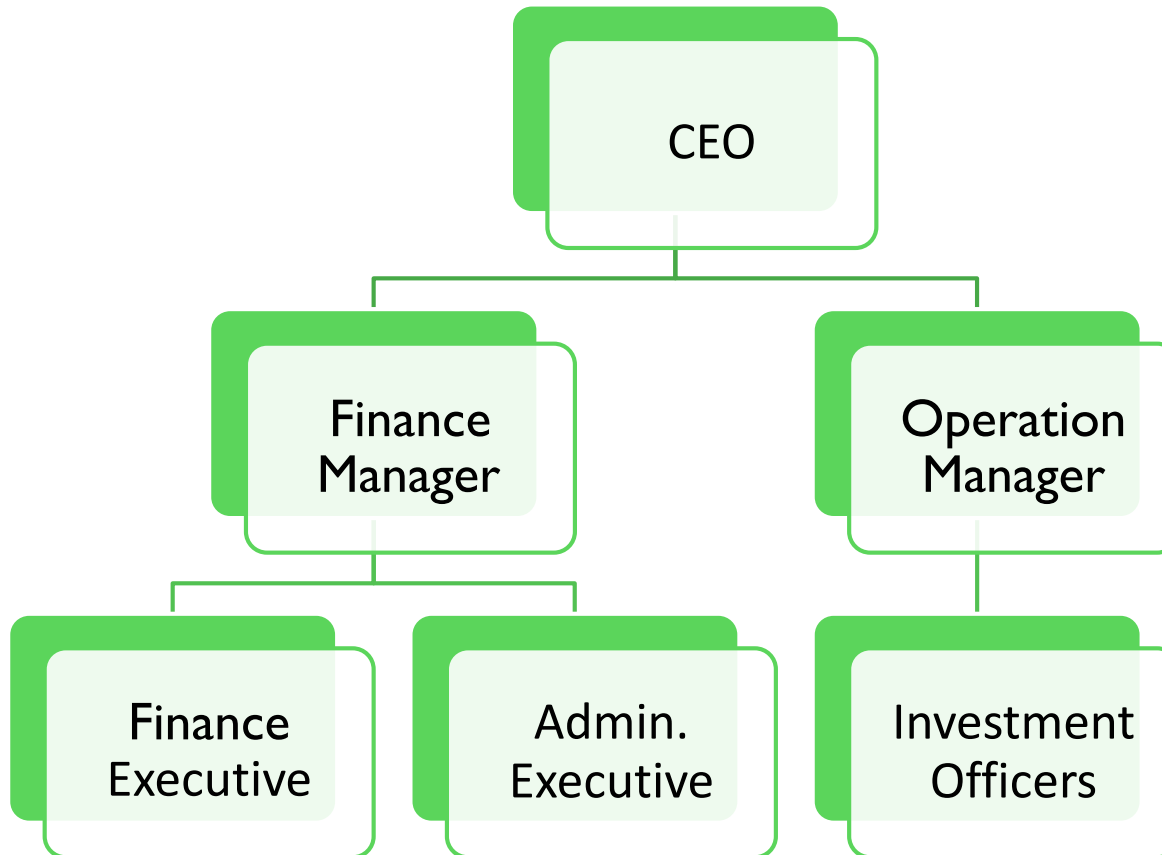 CEO
Finance
Manager
Operation
Manager
Finance
Executive
Admin.
Executive
Investment
Officers